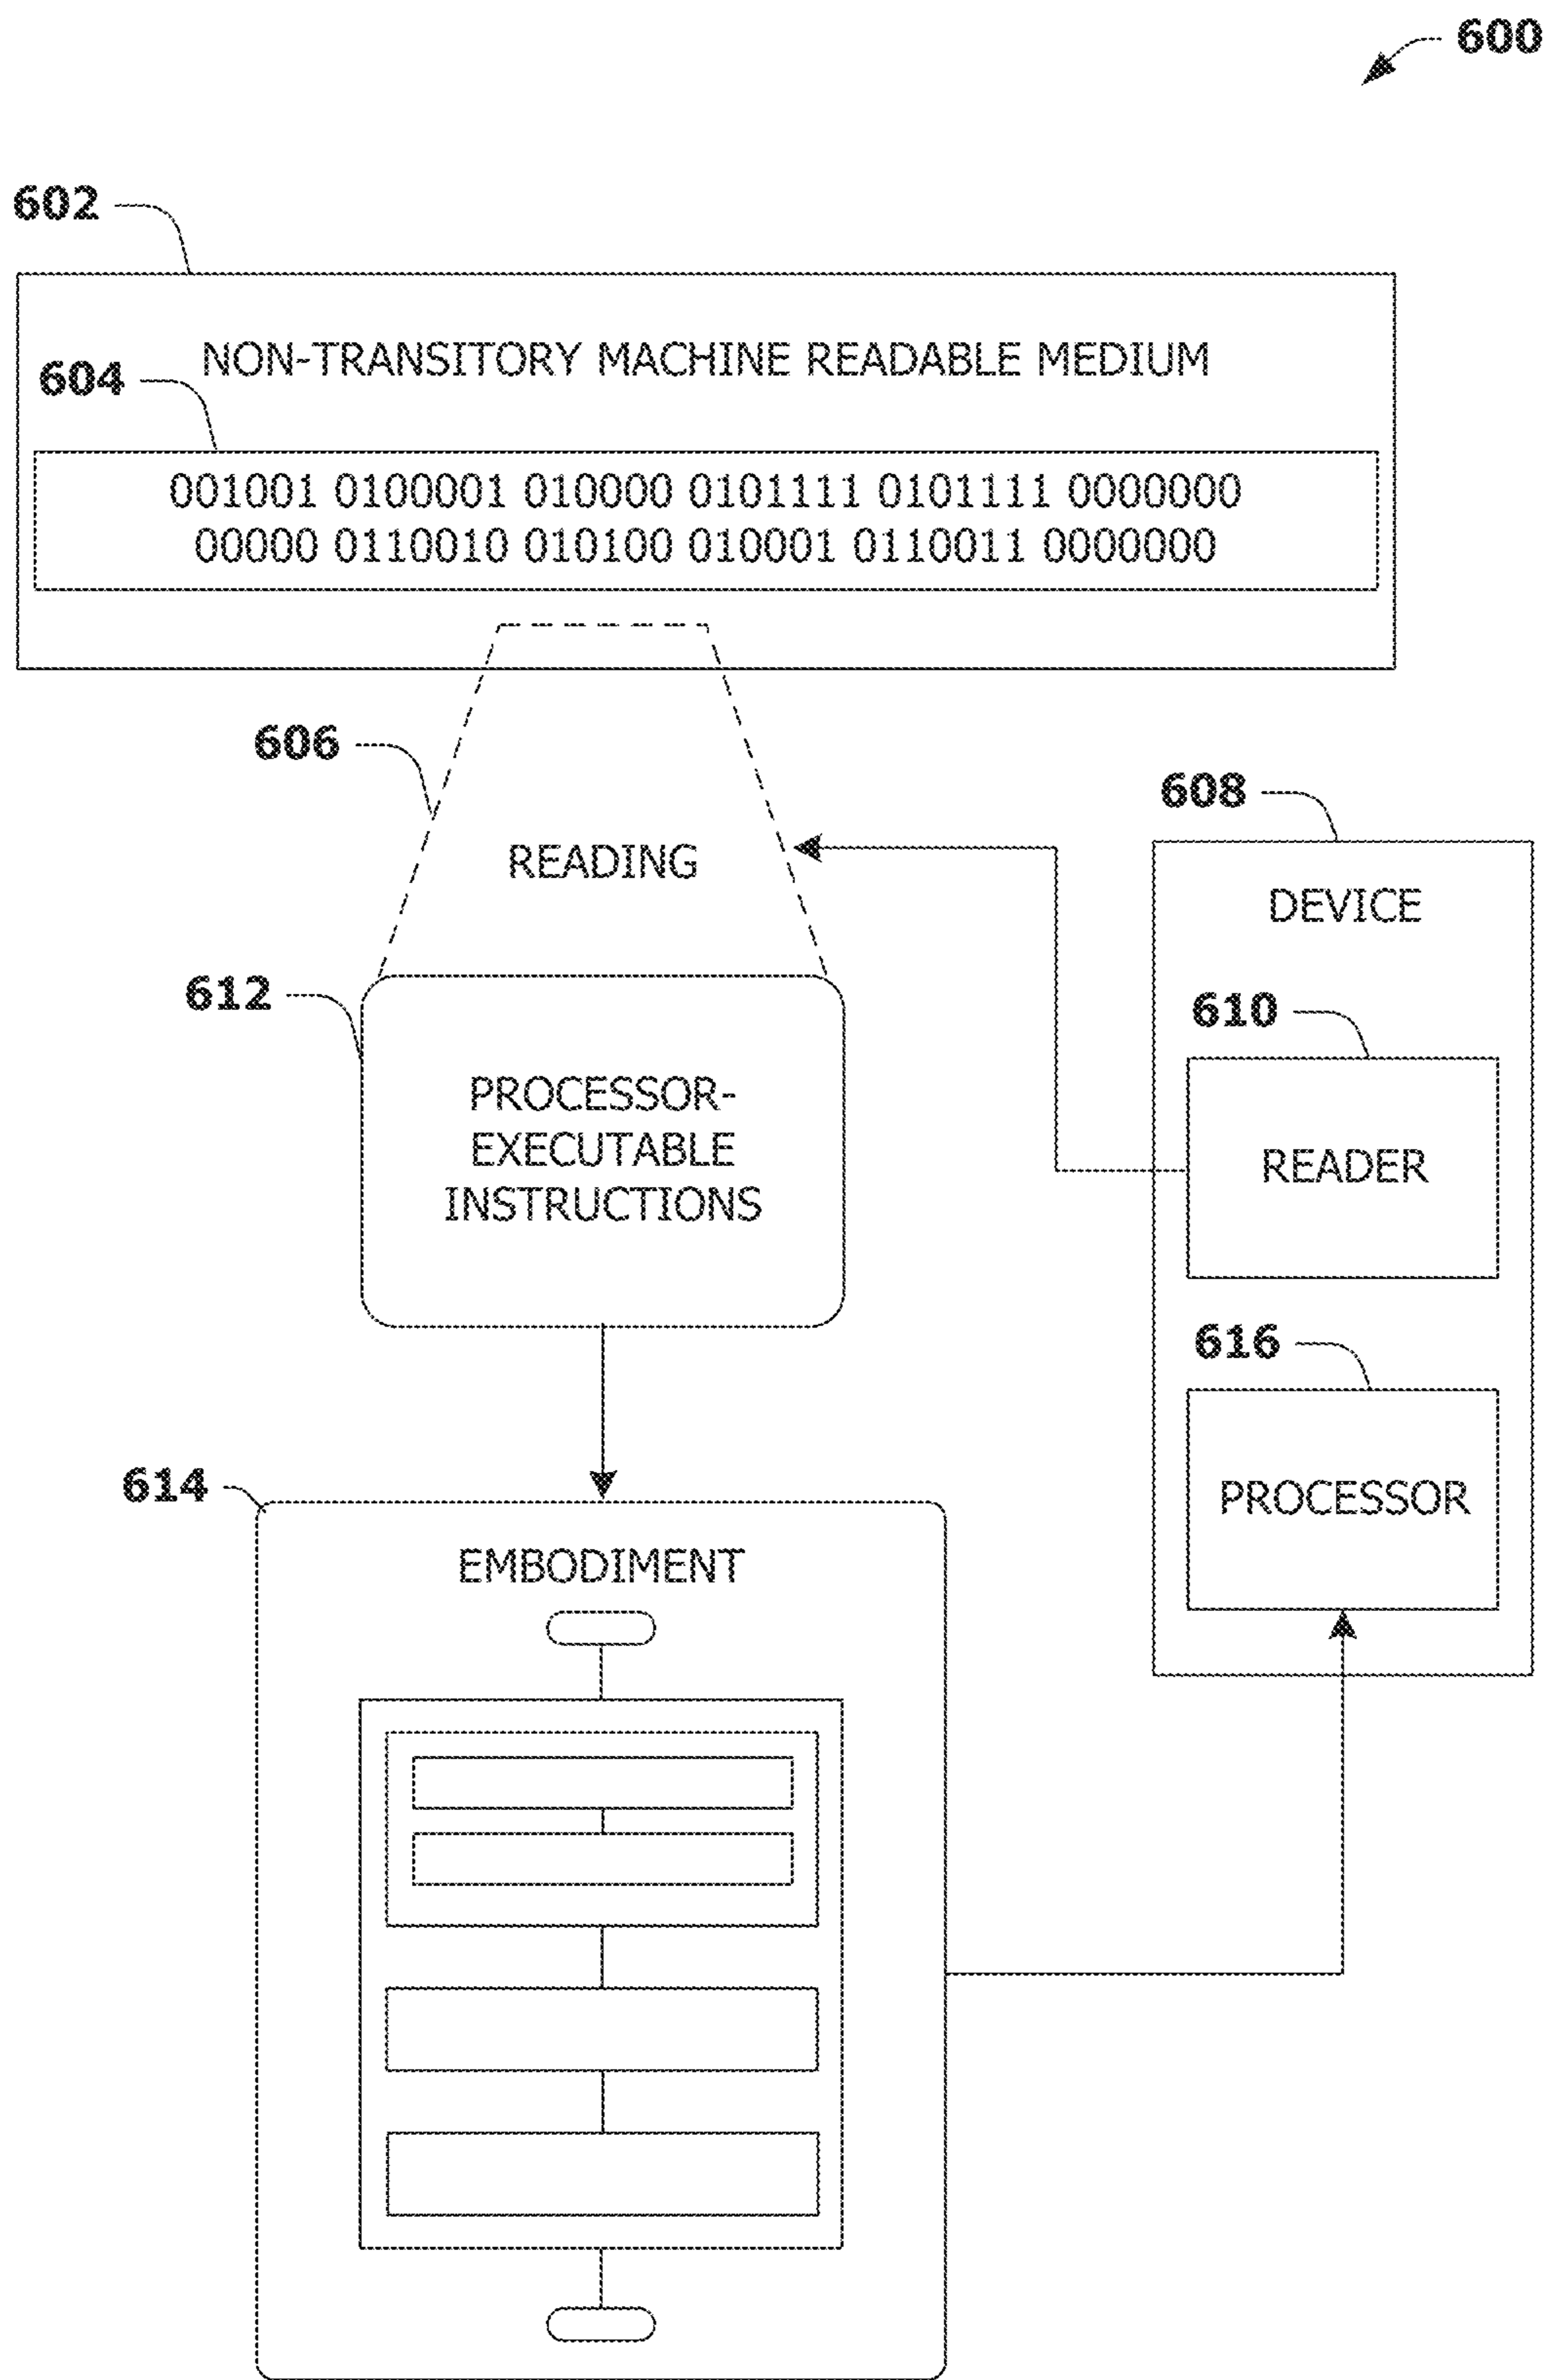 600
602
NON-TRANSITORY MACHINE READABLE MEDIUM
604
001001 0100001 010000 0101111 0101111 0000000
00000 0110010 010100 010001 0110011 0000000
606
READING
608
DEVICE
612
610
PROCESSOR-
EXECUTABLE
INSTRUCTIONS
READER
616
PROCESSOR
614
EMBODIMENT